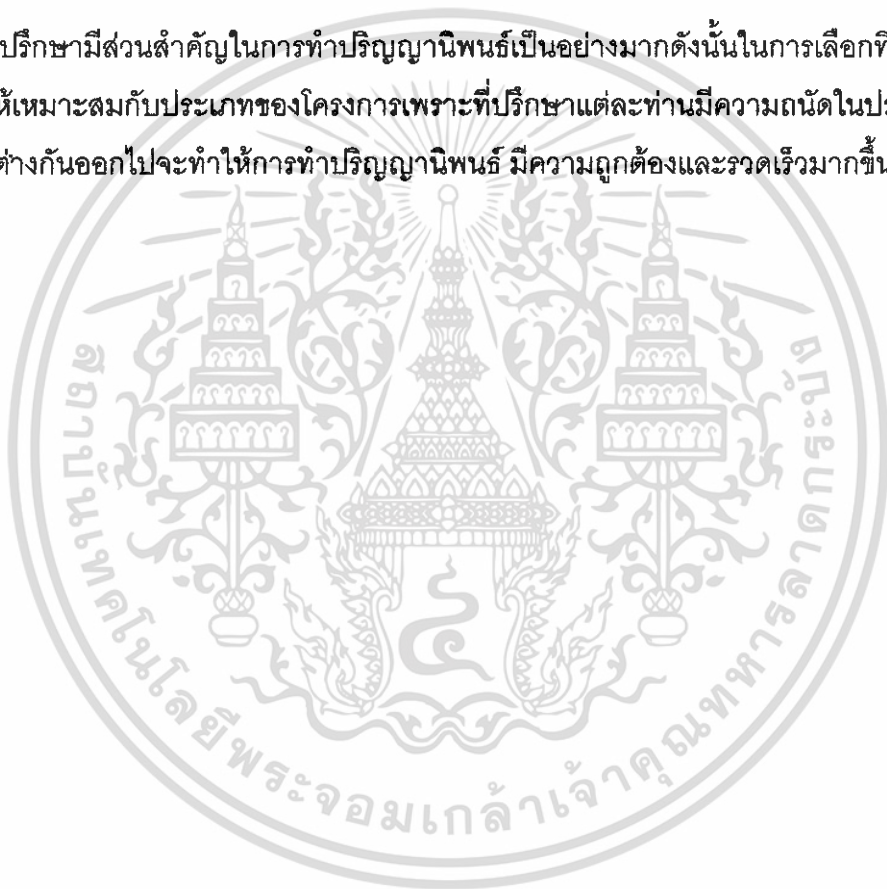 ปรึกษามีส่วนสำคัญในการทำปริญญานิพนธ์เป็นอย่างมากดังนั้นในการเลือกที
ห้เหมาะสมกับประเภทของโครงการเพราะที่ปรึกษาแต่ละท่านมีความถนัดในปร
ต่างกันออกไปจะทำให้การทำปริญญานิพนธ์ มีความถูกต้องและรวดเร็วมากขึ้น
สถาบันเทคโนโลยีพระจอมเกล้าเจ้าคุณทหารลาดกระบัง